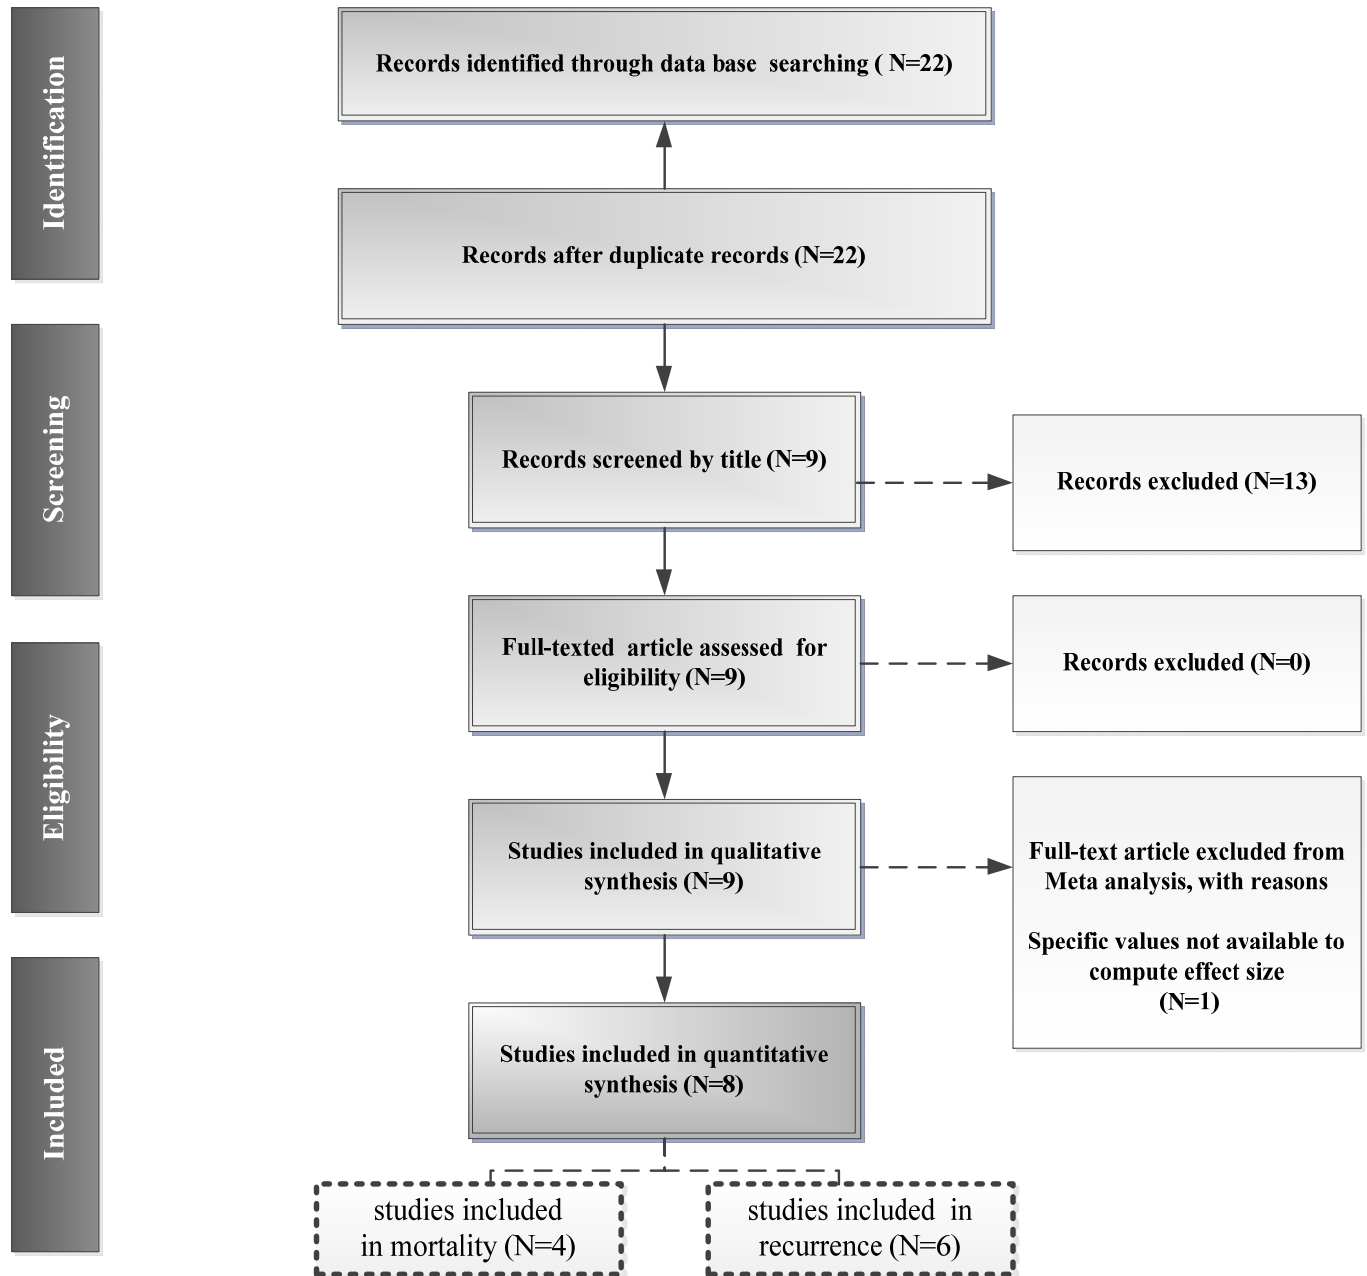 Identification
Records identified through data base searching ( N=22)
Records after duplicate records (N=22)
Screening
Records screened by title (N=9)
Records excluded (N=13)
Full-texted article assessed for
eligibility (N=9)
Records excluded (N=0)
Eligibility
Studies included in qualitative
synthesis (N=9)
Full-text article excluded from
Meta analysis, with reasons
Specific values not available to
compute effect size
(N=1)
Included
Studies included in quantitative
synthesis (N=8)
studies included
in mortality (N=4)
studies included in
recurrence (N=6)